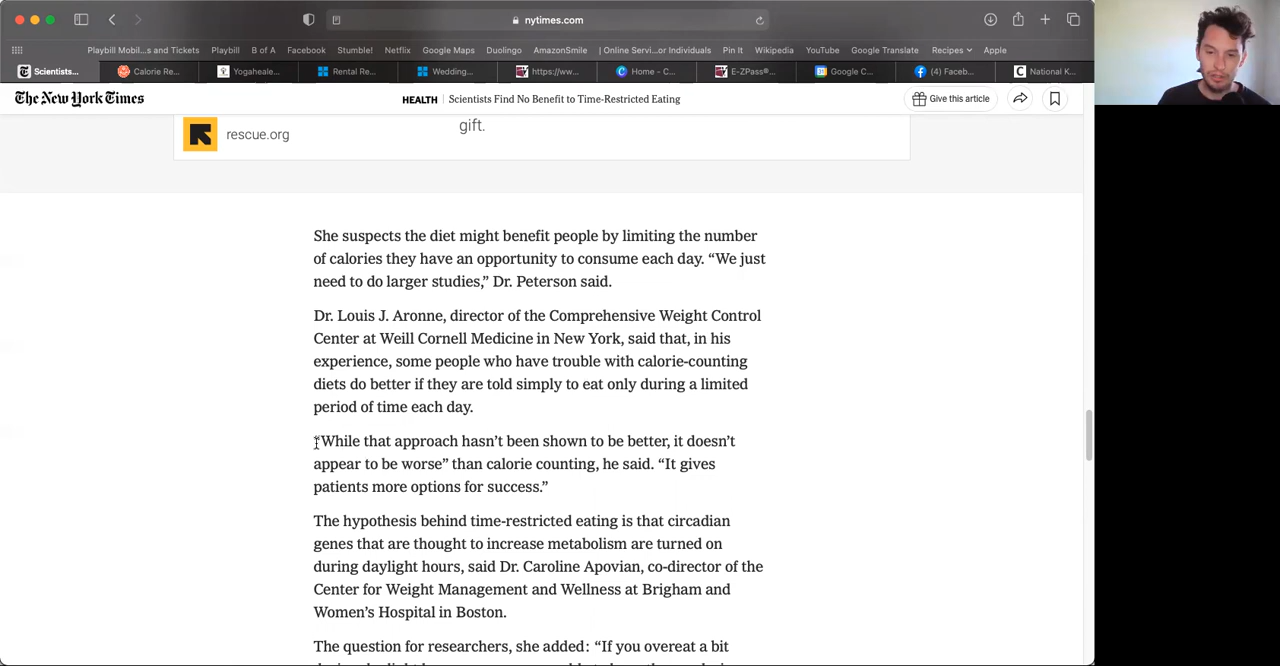 nytimes.com
Playbill Mobil...s and Tickets Playbill B of A Facebook Stumble! Netflix Google Maps Duolingo AmazonSmile | Online Servi...or Individuals Pin It Wikipedia YouTube Google Translate Recipes Apple
Scientists... Calorie Re... Yogaheale... Rental Re... Wedding... https://ww... Home - C... E-ZPass®... Google C... (4) Faceb... National K...
The New York Times HEALTH | Scientists Find No Benefit to Time-Restricted Eating Give this article
gift.
rescue.org
She suspects the diet might benefit people by limiting the number
of calories they have an opportunity to consume each day. “We just
need to do larger studies,” Dr. Peterson said.
Dr. Louis J. Aronne, director of the Comprehensive Weight Control
Center at Weill Cornell Medicine in New York, said that, in his
experience, some people who have trouble with calorie-counting
diets do better if they are told simply to eat only during a limited
period of time each day.
“While that approach hasn’t been shown to be better, it doesn’t
appear to be worse” than calorie counting, he said. “It gives
patients more options for success.”
The hypothesis behind time-restricted eating is that circadian
genes that are thought to increase metabolism are turned on
during daylight hours, said Dr. Caroline Apovian, co-director of the
Center for Weight Management and Wellness at Brigham and
Women’s Hospital in Boston.
The question for researchers, she added: “If you overeat a bit